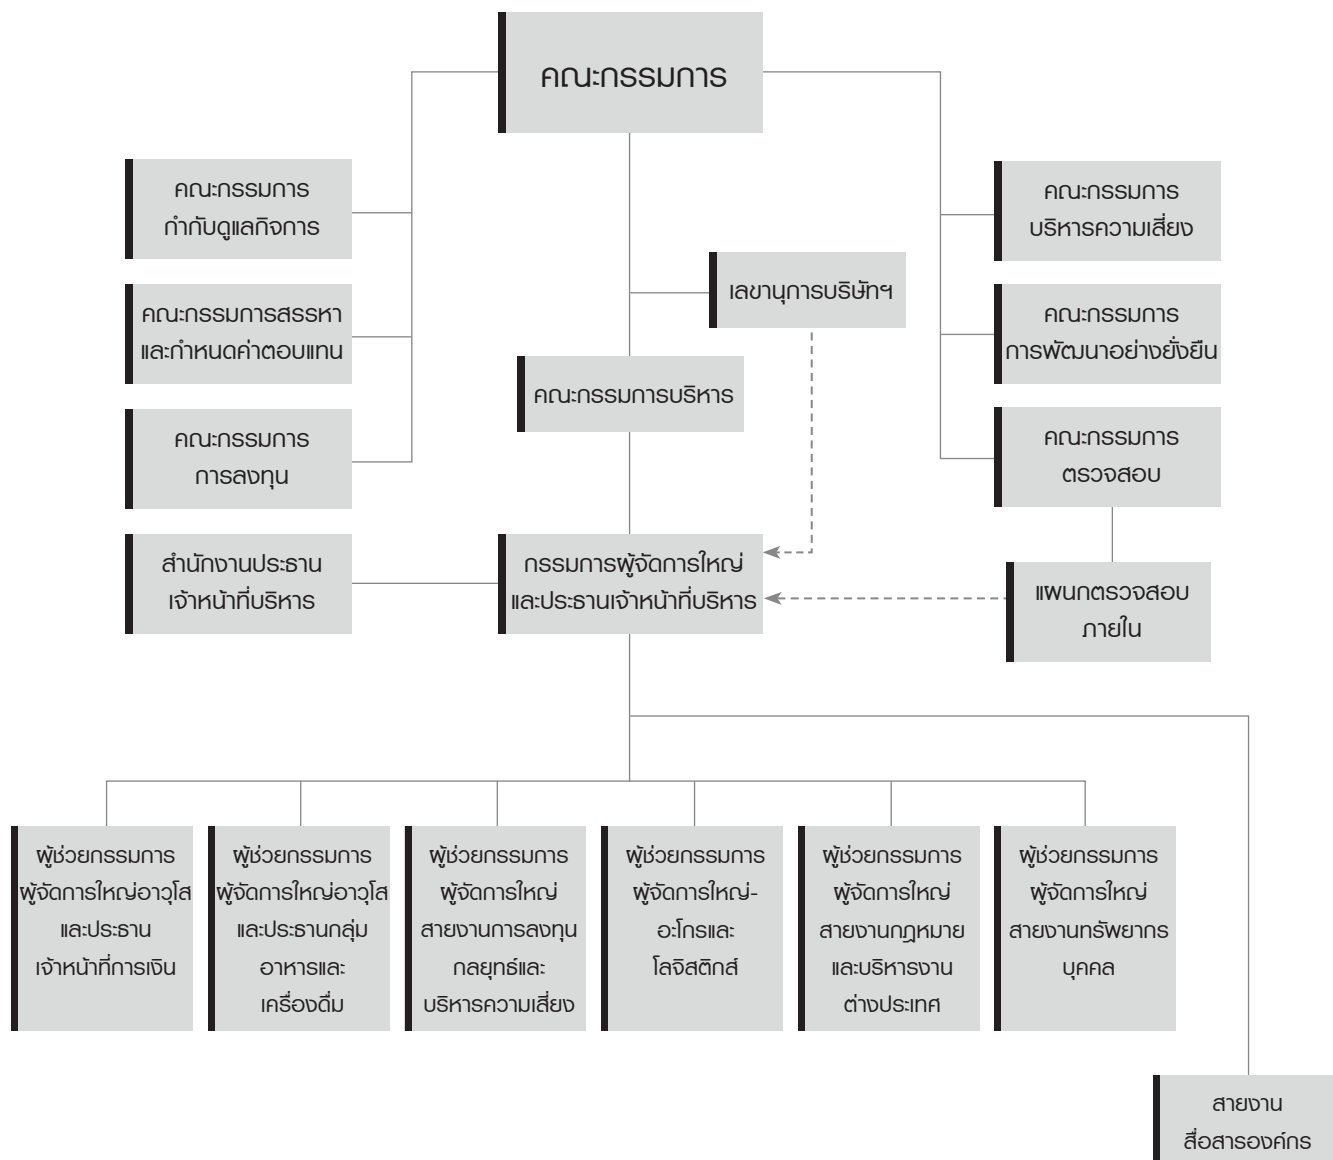 คณะกรรมการ
คณะกรรมการ
กำกับดูแลกิจการ
คณะกรรมการสรรหา
และกำหนดค่าตอบแทน
คณะกรรมการ
การลงทุน
คณะกรรมการ
บริหารความเสี่ยง
คณะกรรมการ
การพัฒนาอย่างยั่งยืน
คณะกรรมการ
ตรวจสอบ
เลขานุการบริษัทฯ
คณะกรรมการบริหาร
สำนักงานประธาน
เจ้าหน้าที่บริหาร
กรรมการผู้จัดการใหญ่
และประธานเจ้าหน้าที่บริหาร
แผนกตรวจสอบ
ภายใน
ผู้ช่วยกรรมการ
ผู้จัดการใหญ่อาวุโส
และประธาน
เจ้าหน้าที่การเงิน
ผู้ช่วยกรรมการ
ผู้จัดการใหญ่อาวุโส
และประธานกลุ่ม
อาหารและ
เครื่องดื่ม
ผู้ช่วยกรรมการ
ผู้จัดการใหญ่
สายงานการลงทุน
กลยุทธ์และ
บริหารความเสี่ยง
ผู้ช่วยกรรมการ
ผู้จัดการใหญ่-
อะโกรและ
โลจิสติกส์
ผู้ช่วยกรรมการ
ผู้จัดการใหญ่
สายงานกฎหมาย
และบริหารงาน
ต่างประเทศ
ผู้ช่วยกรรมการ
ผู้จัดการใหญ่
สายงานทรัพยากร
บุคคล
สายงาน
สื่อสารองค์กร